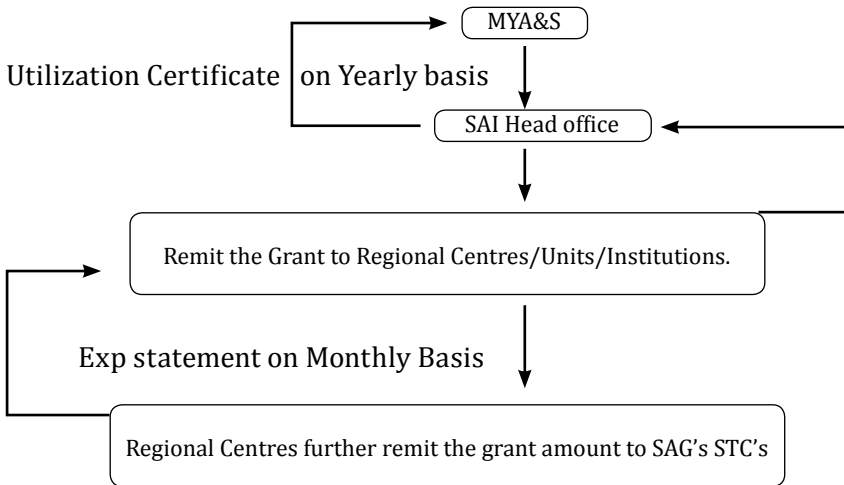 MYA&S
Utilization Certificate on Yearly basis
SAI Head office
Remit the Grant to Regional Centres/Units/Institutions.
Exp statement on Monthly Basis
Regional Centres further remit the grant amount to SAG’s STC’s